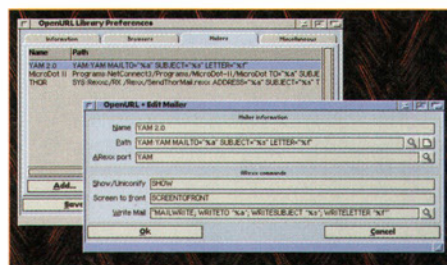 OpenURL Library Preferences
Information Browsers Mailers Miscellaneous
Name Path
YAM 2.0 YAM:YAM MAILTO="%a" SUBJECT="%s" LETTER="%f"
MicroDot II Programs:NetConnect3/Programs/MicroDot-II/MicroDot TO="%a" SUBJE
THOR SYS:Rexxc/RX /Rexx/SendThorMail.rexx ADDRESS="%a" SUBJECT="%s" T
Add...
Save
OpenURL - Edit Mailer
Mailer information
Name YAM 2.0
Path YAM:YAM MAILTO="%a" SUBJECT="%s" LETTER="%f"
ARexx port YAM
ARexx commands
Show/Uniconify SHOW
Screen to front SCREENTOFRONT
Write Mail "MAILWRITE; WRITETO '%a'; WRITESUBJECT '%s'; WRITELETTER '%f'"
Ok Cancel